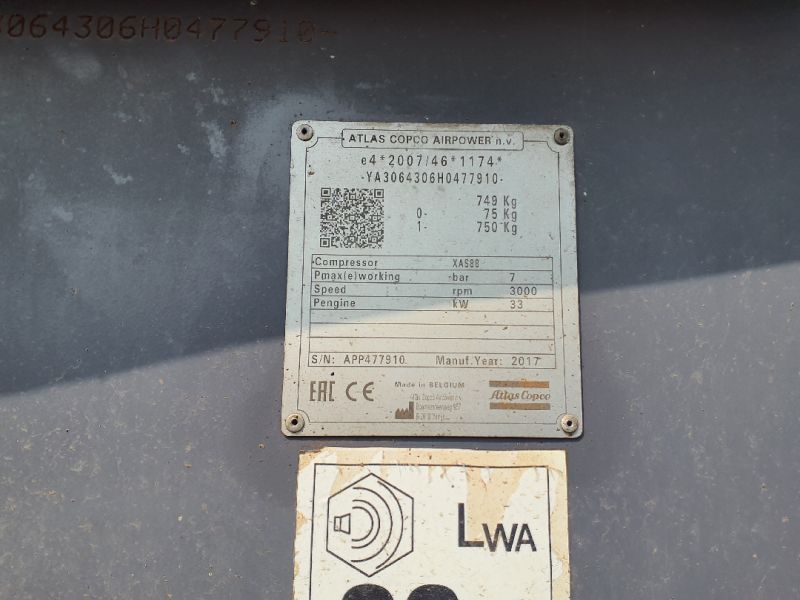 3064306H0477910-
ATLAS COPCO AIRPOWER n.v.
e4*2007/46*1174*
-YA3064306H0477910-
749 Kg
0- 75 Kg
1- 750 Kg
Compressor XAS88
Pmax(e)working bar 7
Speed rpm 3000
Pengine kW 33
S/N: APP477910 Manuf.Year: 2017
EAC CE
Made in BELGIUM
Atlas Copco
LWA